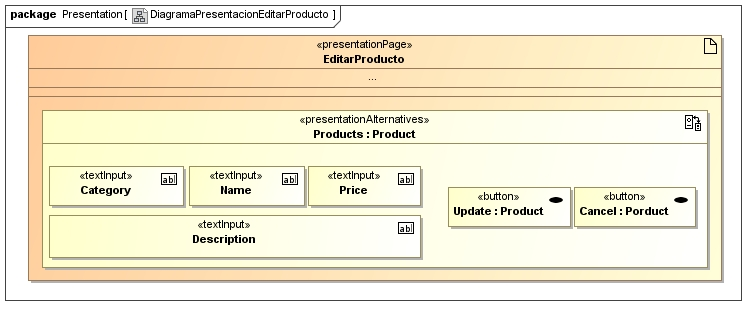 package Presentation [ DiagramaPresentacionEditarProducto ]
«presentationPage»
EditarProducto
...
«presentationAlternatives»
Products : Product
«textInput» «textInput» «textInput»
Category Name Price
«button» «button»
Update : Product Cancel : Porduct
«textInput»
Description